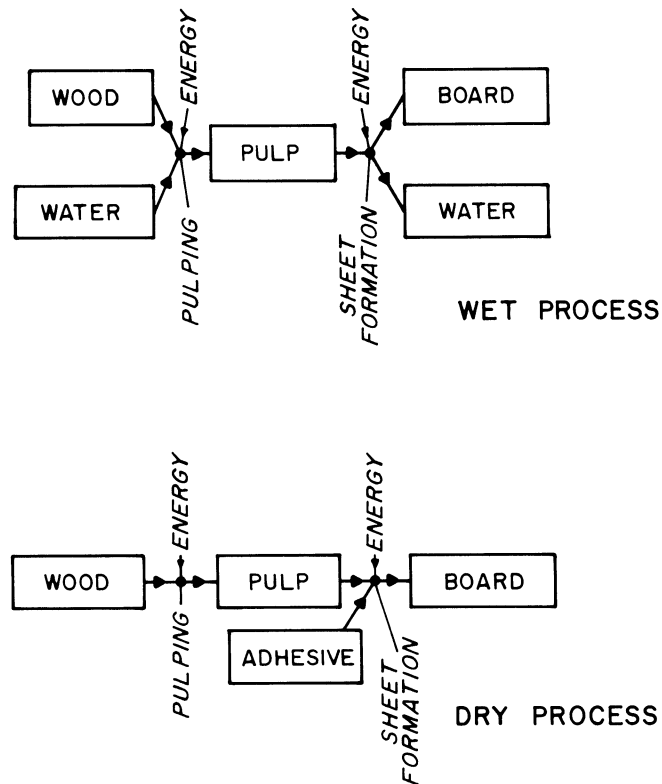 ENERGY
ENERGY
WOOD
BOARD
PULP
WATER
WATER
PULPING
SHEET
FORMATION
WET PROCESS
ENERGY
ENERGY
WOOD
PULP
BOARD
ADHESIVE
PULPING
SHEET
FORMATION
DRY PROCESS